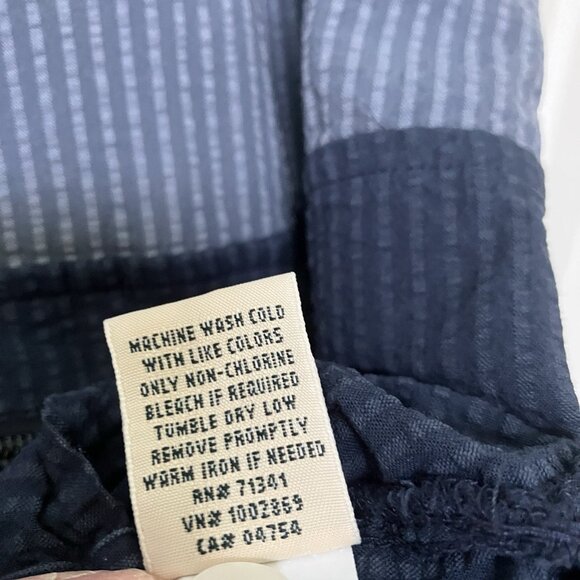 MACHINE WASH COLD
WITH LIKE COLORS
ONLY NON-CHLORINE
BLEACH IF REQUIRED
TUMBLE DRY LOW
REMOVE PROMPTLY
WARM IRON IF NEEDED
RN# 71341
VN# 1002869
CA# 04754